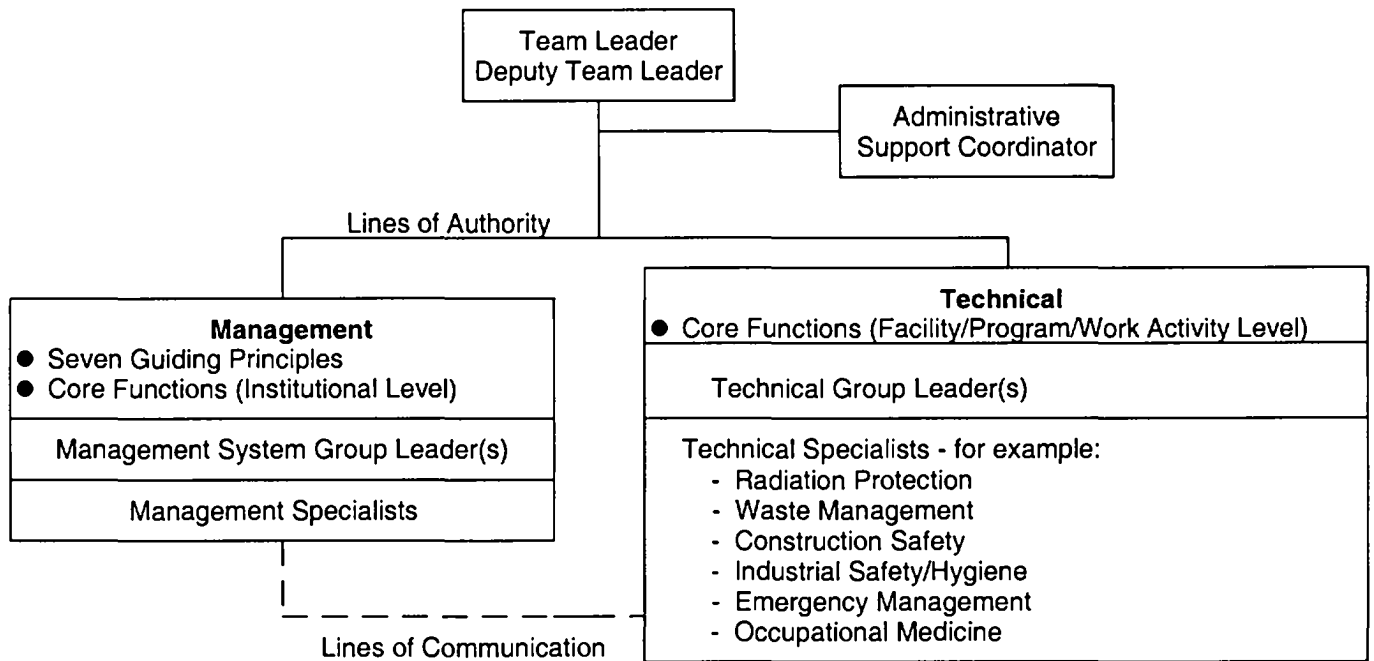 Team Leader
Deputy Team Leader
Administrative
Support Coordinator
Lines of Authority
Management
● Seven Guiding Principles
● Core Functions (Institutional Level)
Management System Group Leader(s)
Management Specialists
Technical
● Core Functions (Facility/Program/Work Activity Level)
Technical Group Leader(s)
Technical Specialists - for example:
- Radiation Protection
- Waste Management
- Construction Safety
- Industrial Safety/Hygiene
- Emergency Management
- Occupational Medicine
Lines of Communication